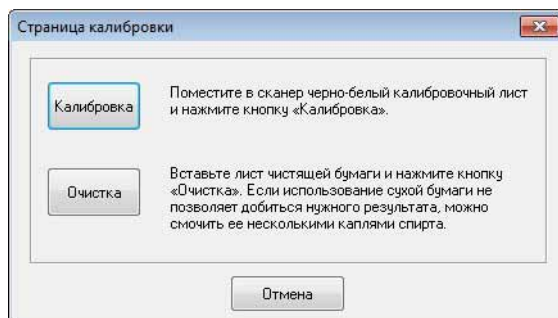 Страница калибровки
Калибровка
Поместите в сканер черно-белый калибровочный лист
и нажмите кнопку «Калибровка».
Очистка
Вставьте лист чистящей бумаги и нажмите кнопку
«Очистка». Если использование сухой бумаги не
позволяет добиться нужного результата, можно
смочить ее несколькими каплями спирта.
Отмена